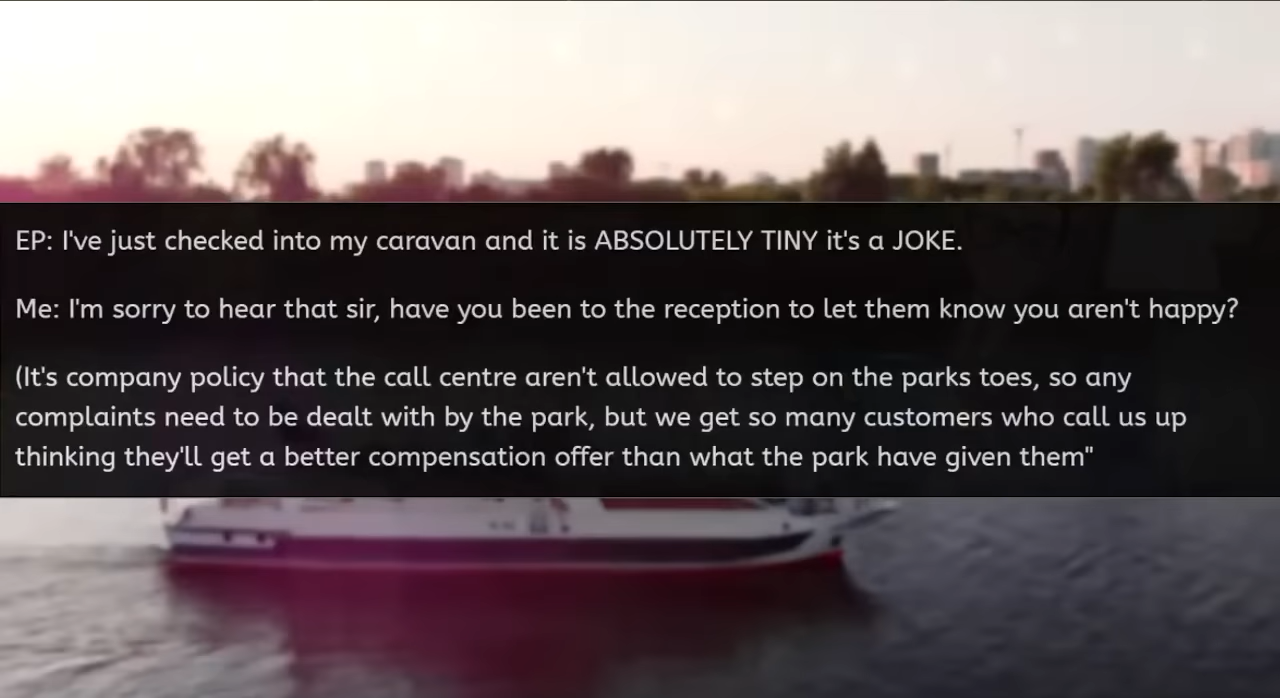 EP: I've just checked into my caravan and it is ABSOLUTELY TINY it's a JOKE.
Me: I'm sorry to hear that sir, have you been to the reception to let them know you aren't happy?
(It's company policy that the call centre aren't allowed to step on the parks toes, so any
complaints need to be dealt with by the park, but we get so many customers who call us up
thinking they'll get a better compensation offer than what the park have given them"